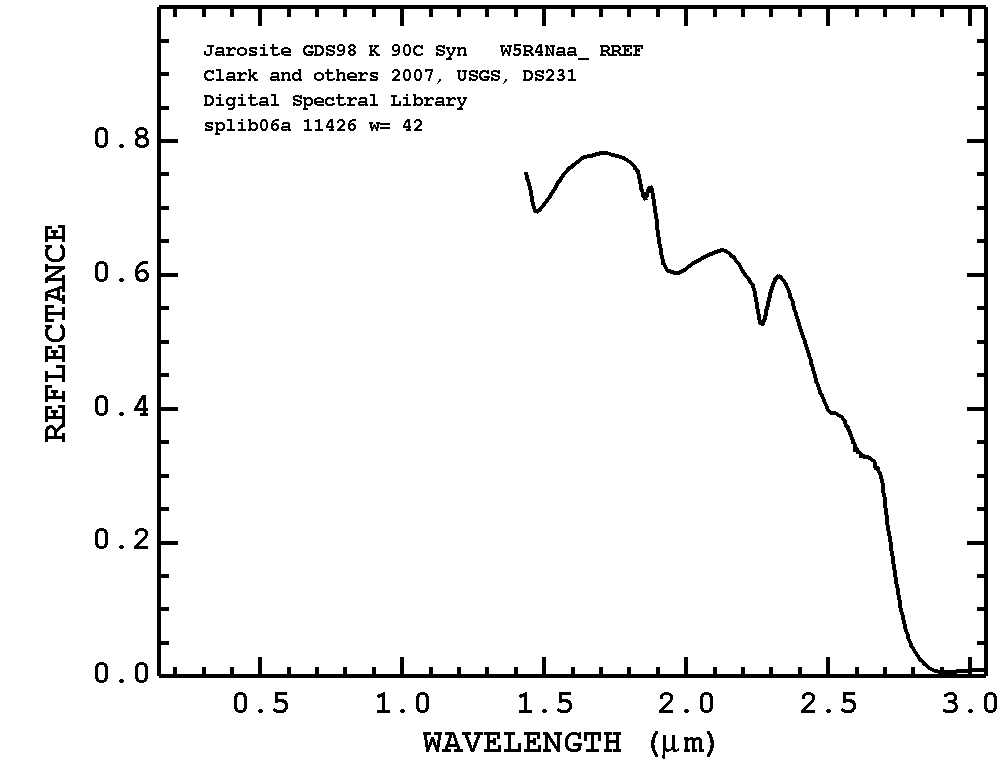 Jarosite GDS98 K 90C Syn   W5R4Naa_ RREF
Clark and others 2007, USGS, DS231
Digital Spectral Library
splib06a 11426 w= 42
0.8
0.6
0.4
0.2
0.0
REFLECTANCE
0.5 1.0 1.5 2.0 2.5 3.0
WAVELENGTH (μm)